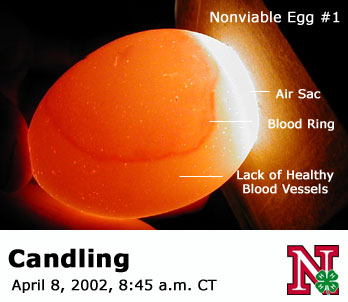 Nonviable Egg #1
Air Sac
Blood Ring
Lack of Healthy
Blood Vessels
Candling
April 8, 2002, 8:45 a.m. CT
N